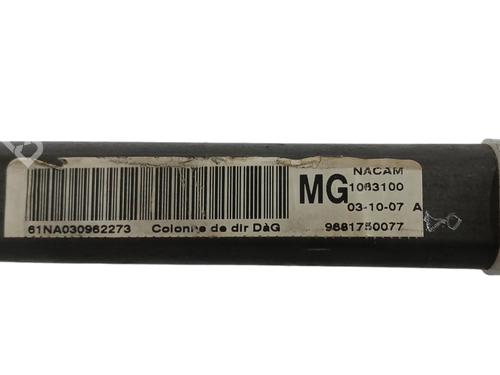 NACAM
MG 1063100
03-10-07 A
61NA030962273 Colonne de dir DàG 9681750077